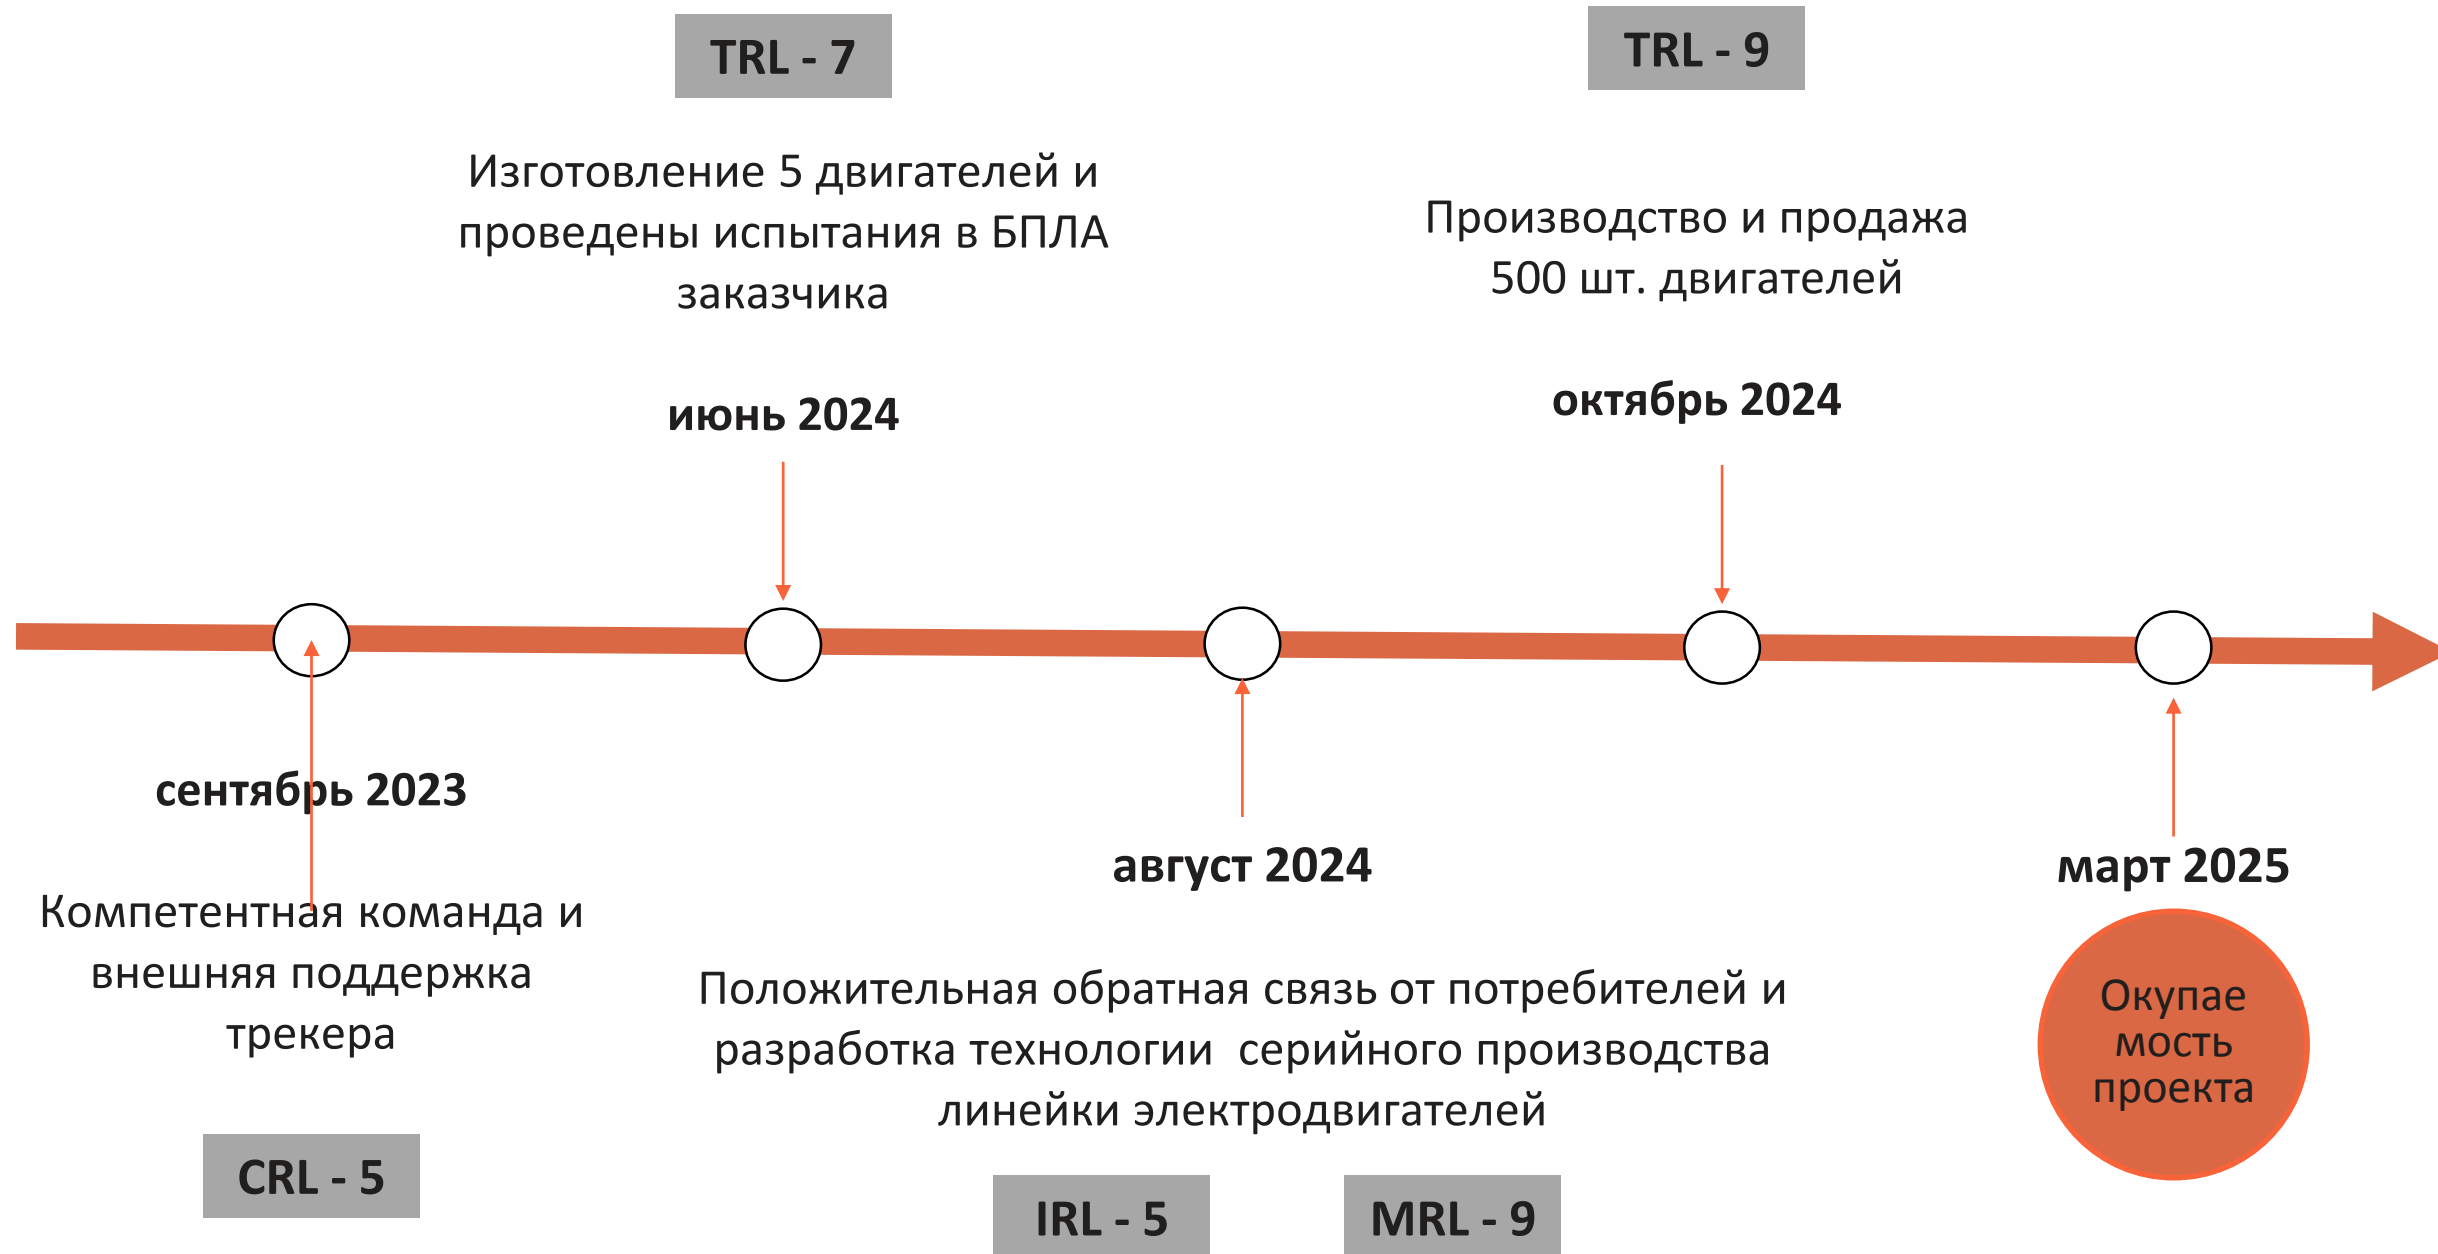 TRL - 7
Изготовление 5 двигателей и
проведены испытания в БПЛА
заказчика
июнь 2024
TRL - 9
Производство и продажа
500 шт. двигателей
октябрь 2024
сентябрь 2023
Компетентная команда и
внешняя поддержка
трекера
CRL - 5
август 2024
Положительная обратная связь от потребителей и
разработка технологии  серийного производства
линейки электродвигателей
IRL - 5
MRL - 9
март 2025
Окупае
мость
проекта